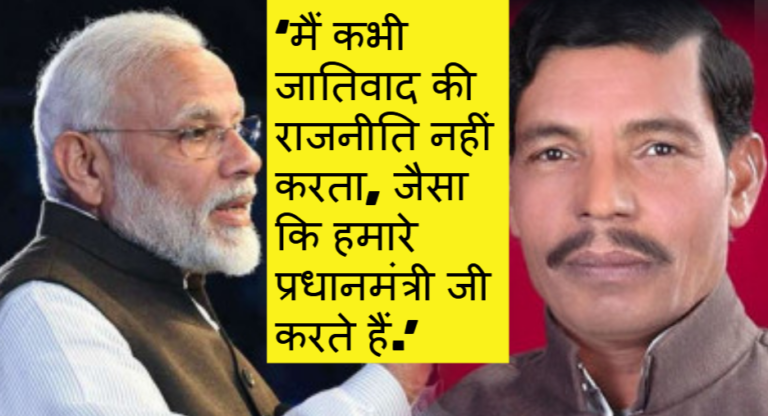 'मैं कभी
जातिवाद की
राजनीति नहीं
करता, जैसा
कि हमारे
प्रधानमंत्री जी
करते हैं.'